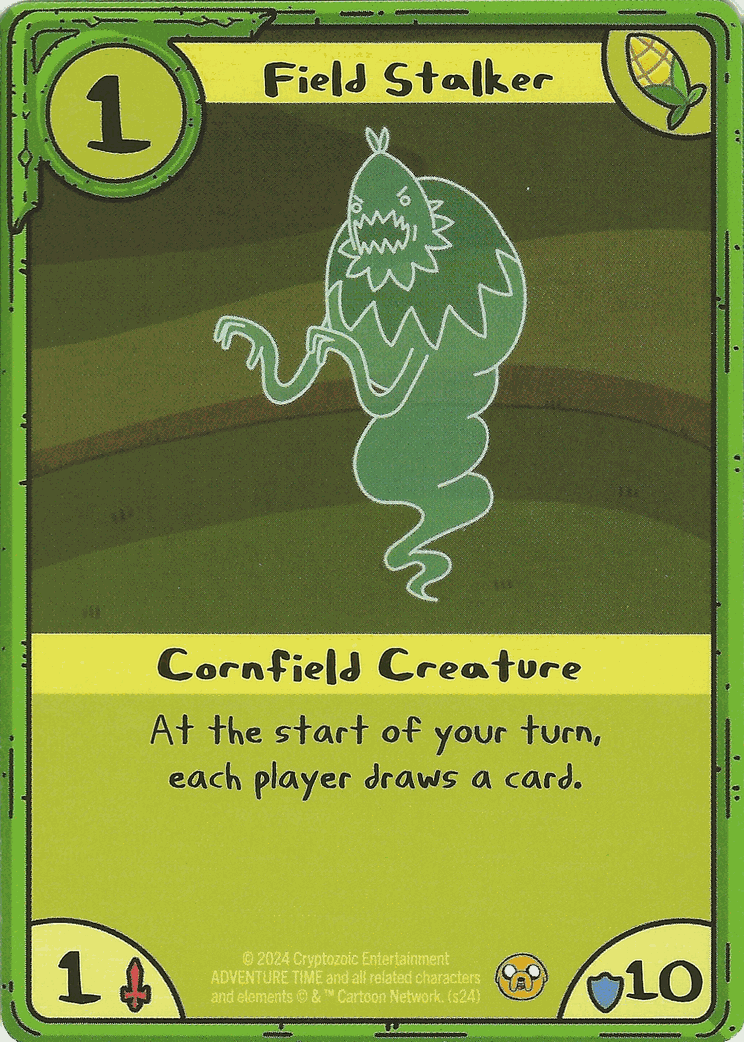 1
Field Stalker
Cornfield Creature
At the start of your turn,
each player draws a card.
1
© 2024 Cryptozoic Entertainment
ADVENTURE TIME and all related characters
and elements © & ™ Cartoon Network. (s24)
10